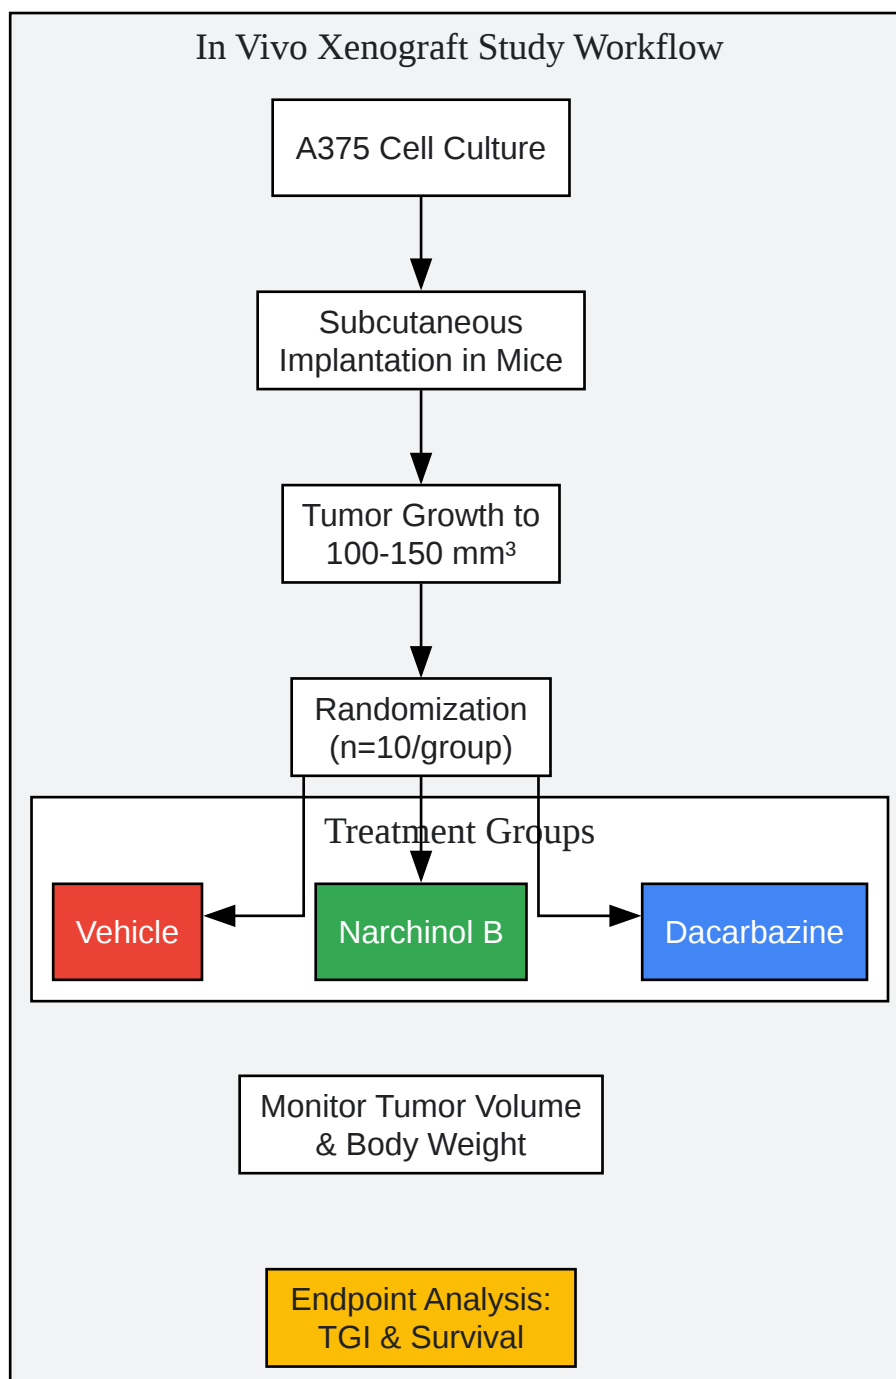 In Vivo Xenograft Study Workflow
A375 Cell Culture
Subcutaneous
Implantation in Mice
Tumor Growth to
100-150 mm³
Randomization
(n=10/group)
Treatment Groups
Vehicle
Narchinol B
Dacarbazine
Monitor Tumor Volume
& Body Weight
Endpoint Analysis:
TGI & Survival